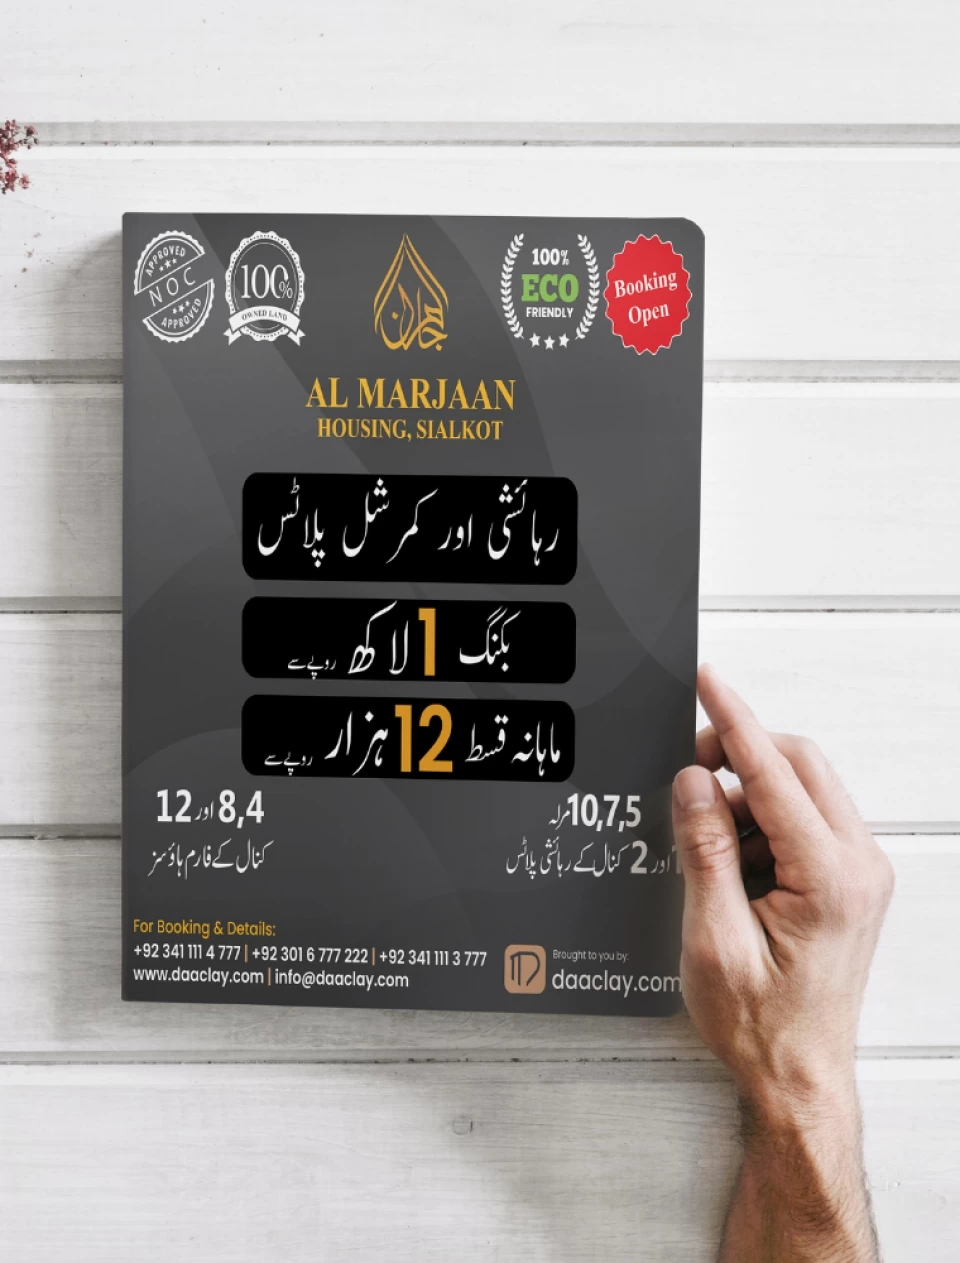 APPROVED
NOC
APPROVED
100%
OWNED LAND
100%
ECO
FRIENDLY
Booking
Open
AL MARJAAN
HOUSING, SIALKOT
رہائشی اور کمرشل پلاٹس
بکنگ 1 لاکھ روپے سے
ماہانہ قسط 12 ہزار روپے سے
10,7,5 مرلہ
اور 2 کنال کے رہائشی پلاٹس
8,4 اور 12
کنال کے فارم ہاؤسز
For Booking & Details:
+92 341 111 4 777 | +92 301 6 777 222 | +92 341 111 3 777
www.daaclay.com | info@daaclay.com
Brought to you by:
daaclay.com